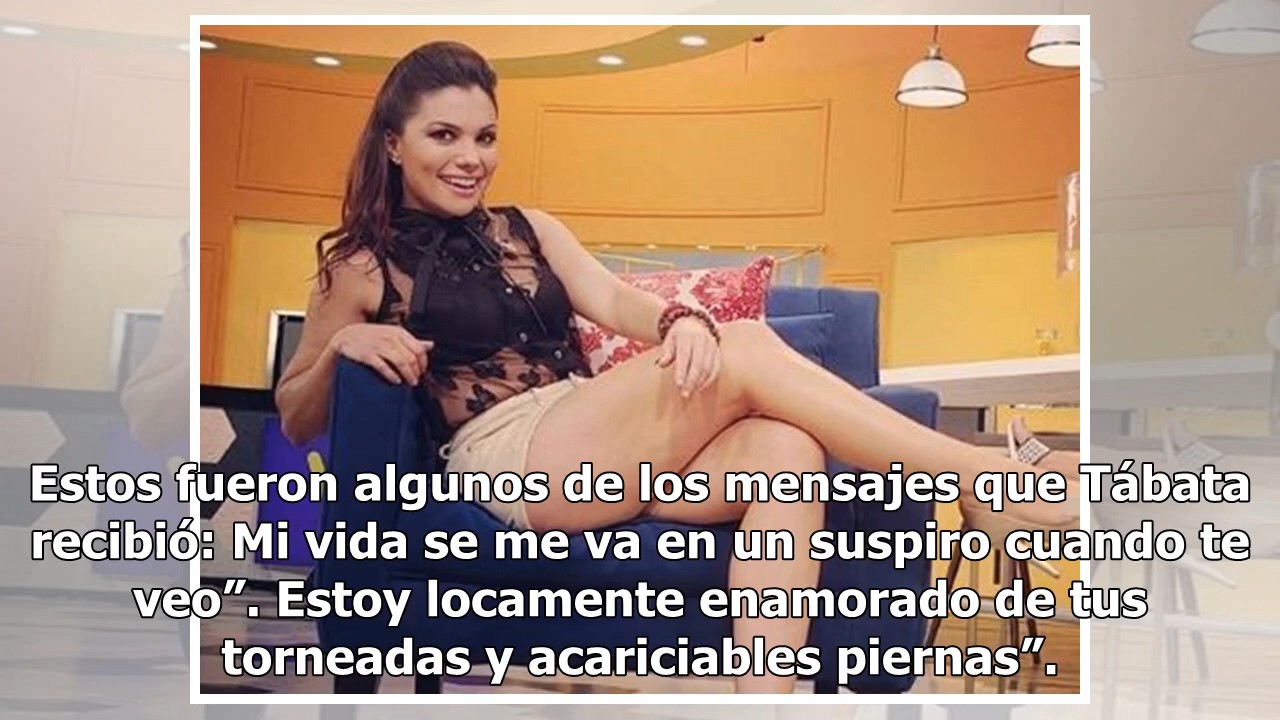 Estos fueron algunos de los mensajes que Tábata
recibió: Mi vida se me va en un suspiro cuando te
veo”. Estoy locamente enamorado de tus
torneadas y acariciables piernas”.